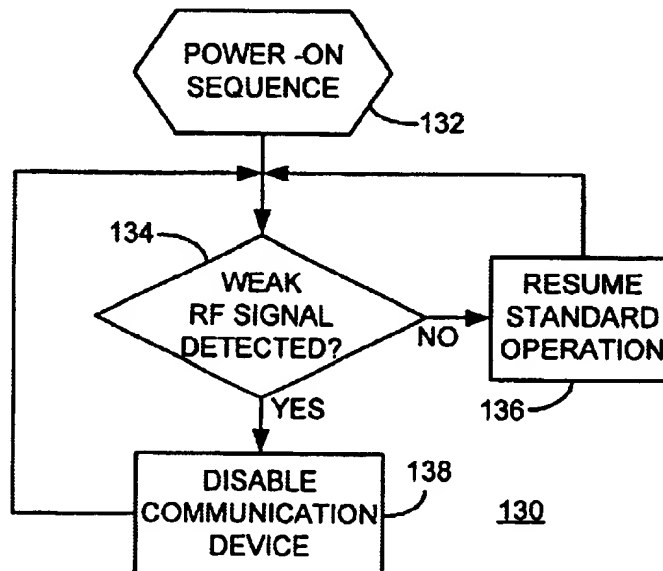 POWER -ON
SEQUENCE
132
134
WEAK
RF SIGNAL
DETECTED?
NO
RESUME
STANDARD
OPERATION
136
YES
DISABLE
COMMUNICATION
DEVICE
138
130